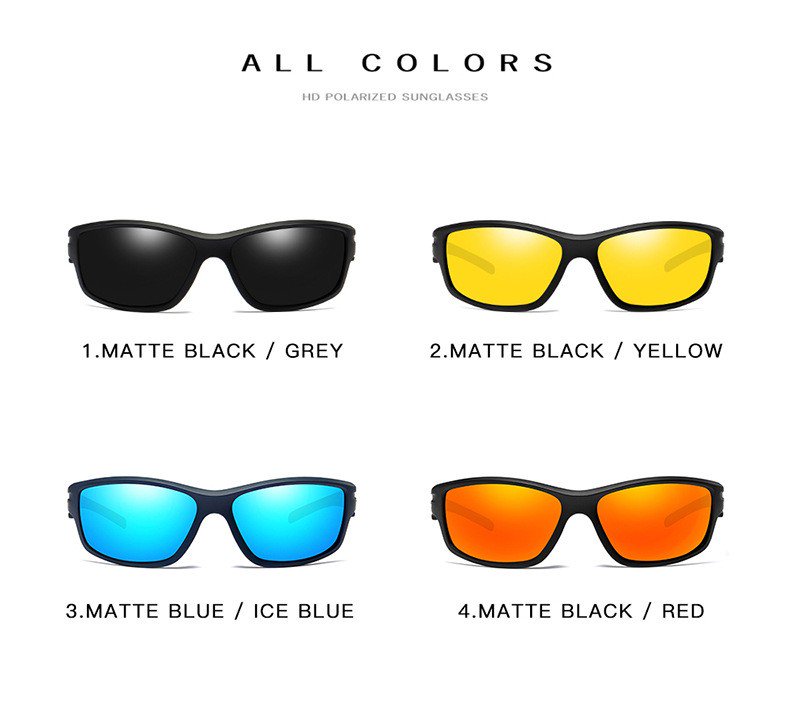 ALL COLORS
HD POLARIZED SUNGLASSES
1.MATTE BLACK / GREY
2.MATTE BLACK / YELLOW
3.MATTE BLUE / ICE BLUE
4.MATTE BLACK / RED